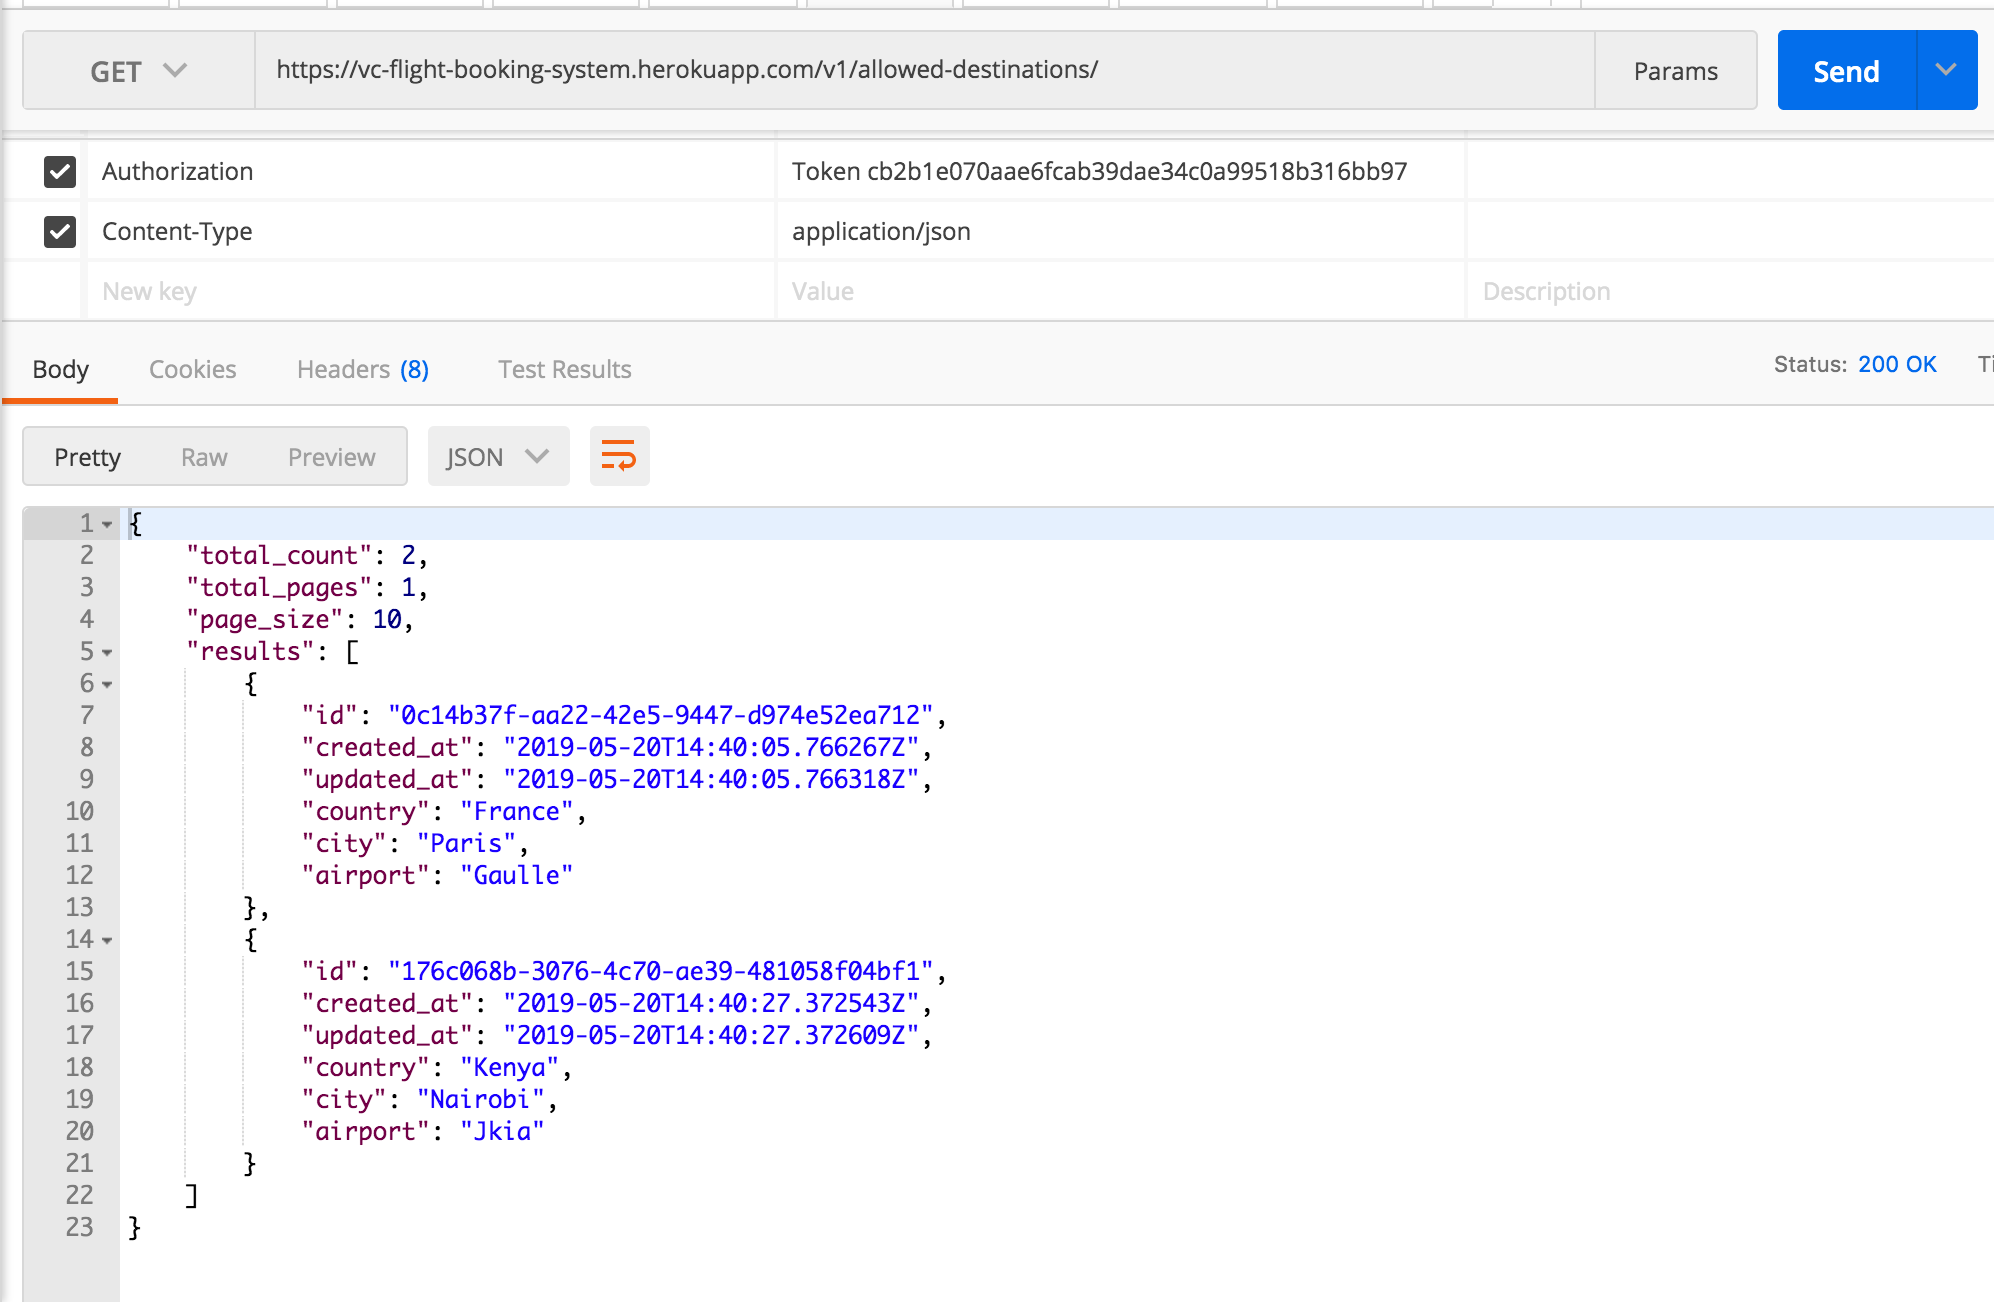 GET https://vc-flight-booking-system.herokuapp.com/v1/allowed-destinations/ Params Send
Authorization Token cb2b1e070aae6fcab39dae34c0a99518b316bb97
Content-Type application/json
New key Value Description
Body Cookies Headers (8) Test Results Status: 200 OK Ti
Pretty Raw Preview JSON
1 {
2 "total_count": 2,
3 "total_pages": 1,
4 "page_size": 10,
5 "results": [
6 {
7 "id": "0c14b37f-aa22-42e5-9447-d974e52ea712",
8 "created_at": "2019-05-20T14:40:05.766267Z",
9 "updated_at": "2019-05-20T14:40:05.766318Z",
10 "country": "France",
11 "city": "Paris",
12 "airport": "Gaulle"
13 },
14 {
15 "id": "176c068b-3076-4c70-ae39-481058f04bf1",
16 "created_at": "2019-05-20T14:40:27.372543Z",
17 "updated_at": "2019-05-20T14:40:27.372609Z",
18 "country": "Kenya",
19 "city": "Nairobi",
20 "airport": "Jkia"
21 }
22 ]
23 }